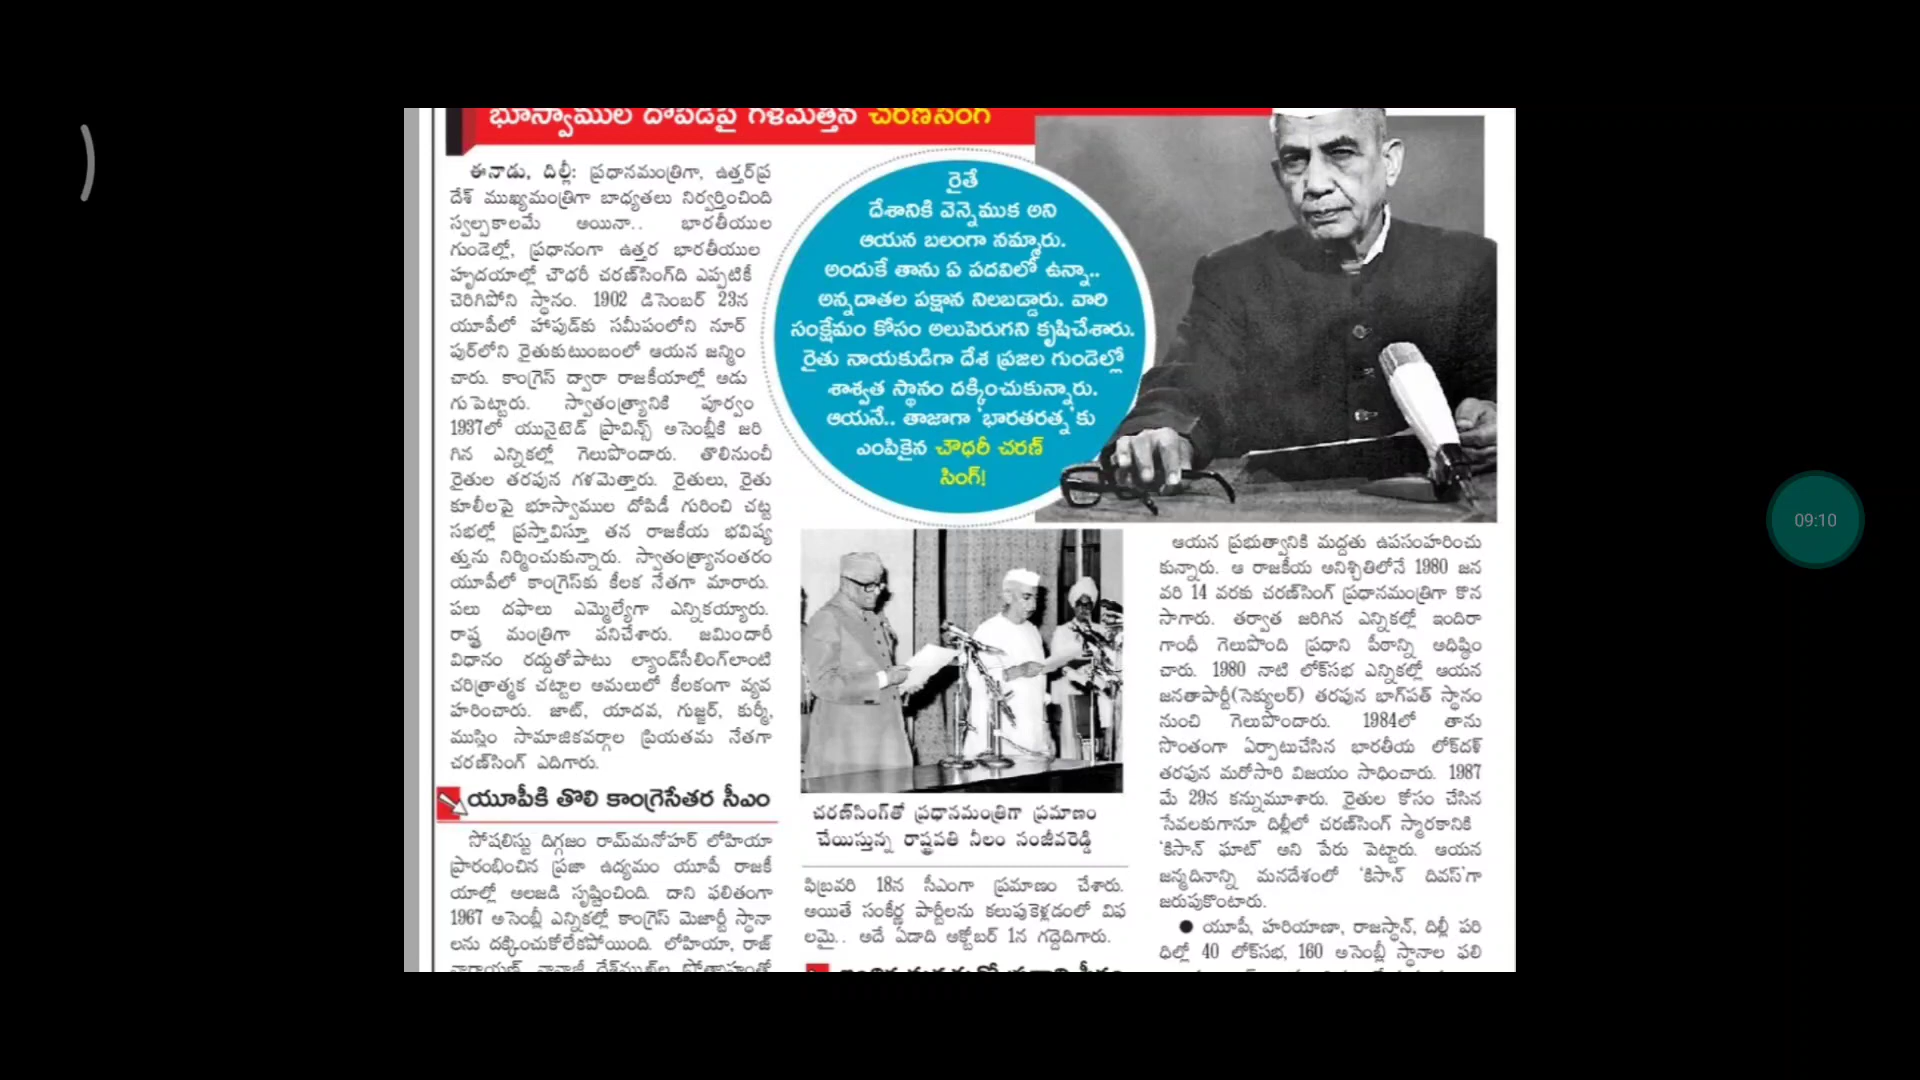 భూస్వాముల దోపిడీపై గళమెత్తిన చరణ్‌సింగ్
ఈనాడు, దిల్లీ: ప్రధానమంత్రిగా, ఉత్తర్‌ప్ర
దేశ్ ముఖ్యమంత్రిగా బాధ్యతలు నిర్వర్తించింది
స్వల్పకాలమే అయినా.. భారతీయుల
గుండెల్లో, ప్రధానంగా ఉత్తర భారతీయుల
హృదయాల్లో చౌధరీ చరణ్‌సింగ్‌ది ఎప్పటికీ
చెరిగిపోని స్థానం. 1902 డిసెంబర్ 23న
యూపీలో హాపుడ్‌కు సమీపంలోని నూర్
పుర్‌లోని రైతుకుటుంబంలో ఆయన జన్మిం
చారు. కాంగ్రెస్ ద్వారా రాజకీయాల్లో అడు
గుపెట్టారు. స్వాతంత్ర్యానికి పూర్వం
1937లో యునైటెడ్ ప్రావిన్స్ అసెంబ్లీకి జరి
గిన ఎన్నికల్లో గెలుపొందారు. తొలినుంచీ
రైతుల తరపున గళమెత్తారు. రైతులు, రైతు
కూలీలపై భూస్వాముల దోపిడీ గురించి చట్ట
సభల్లో ప్రస్తావిస్తూ తన రాజకీయ భవిష్య
త్తును నిర్మించుకున్నారు. స్వాతంత్ర్యానంతరం
యూపీలో కాంగ్రెస్‌కు కీలక నేతగా మారారు.
పలు దఫాలు ఎమ్మెల్యేగా ఎన్నికయ్యారు.
రాష్ట్ర మంత్రిగా పనిచేశారు. జమిందారీ
విధానం రద్దుతోపాటు ల్యాండ్‌సీలింగ్‌లాంటి
చరిత్రాత్మక చట్టాల అమలులో కీలకంగా వ్యవ
హరించారు. జాట్, యాదవ, గుజ్జర్, కుర్మీ,
ముస్లిం సామాజికవర్గాల ప్రియతమ నేతగా
చరణ్‌సింగ్ ఎదిగారు.
యూపీకి తొలి కాంగ్రెసేతర సీఎం
సోషలిస్టు దిగ్గజం రామ్‌మనోహర్ లోహియా
ప్రారంభించిన ప్రజా ఉద్యమం యూపీ రాజకీ
యాల్లో అలజడి సృష్టించింది. దాని ఫలితంగా
1967 అసెంబ్లీ ఎన్నికల్లో కాంగ్రెస్ మెజార్టీ స్థానా
లను దక్కించుకోలేకపోయింది. లోహియా, రాజ్
నారాయణ్, నానాజీ దేశ్‌ముఖ్‌ల ప్రోత్సాహంతో
రైతే
దేశానికి వెన్నెముక అని
ఆయన బలంగా నమ్మారు.
అందుకే తాను ఏ పదవిలో ఉన్నా..
అన్నదాతల పక్షాన నిలబడ్డారు. వారి
సంక్షేమం కోసం అలుపెరుగని కృషిచేశారు.
రైతు నాయకుడిగా దేశ ప్రజల గుండెల్లో
శాశ్వత స్థానం దక్కించుకున్నారు.
ఆయనే.. తాజాగా 'భారతరత్న'కు
ఎంపికైన చౌధరీ చరణ్
సింగ్!
చరణ్‌సింగ్‌తో ప్రధానమంత్రిగా ప్రమాణం
చేయిస్తున్న రాష్ట్రపతి నీలం సంజీవరెడ్డి
ఫిబ్రవరి 18న సీఎంగా ప్రమాణం చేశారు.
అయితే సంకీర్ణ పార్టీలను కలుపుకెళ్లడంలో విఫ
లమై.. అదే ఏడాది ఆక్టోబర్ 1న గద్దెదిగారు.
ఆయన ప్రభుత్వానికి మద్దతు ఉపసంహరించు
కున్నారు. ఆ రాజకీయ అనిశ్చితిలోనే 1980 జన
వరి 14 వరకు చరణ్‌సింగ్ ప్రధానమంత్రిగా కొన
సాగారు. తర్వాత జరిగిన ఎన్నికల్లో ఇందిరా
గాంధీ గెలుపొంది ప్రధాని పీఠాన్ని అధిష్ఠిం
చారు. 1980 నాటి లోక్‌సభ ఎన్నికల్లో ఆయన
జనతాపార్టీ(సెక్యులర్) తరపున భాగ్‌పత్ స్థానం
నుంచి గెలుపొందారు. 1984లో తాను
సొంతంగా ఏర్పాటుచేసిన భారతీయ లోక్‌దళ్
తరపున మరోసారి విజయం సాధించారు. 1987
మే 29న కన్నుమూశారు. రైతుల కోసం చేసిన
సేవలకుగానూ దిల్లీలో చరణ్‌సింగ్ స్మారకానికి
'కిసాన్ ఘాట్' అని పేరు పెట్టారు. ఆయన
జన్మదినాన్ని మనదేశంలో 'కిసాన్ దివస్'గా
జరుపుకొంటారు.
● యూపీ, హరియాణా, రాజస్థాన్, దిల్లీ పరి
ధిల్లో 40 లోక్‌సభ, 160 అసెంబ్లీ స్థానాల ఫలి
09:10